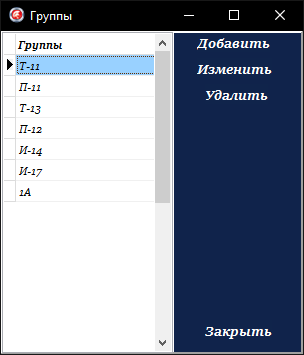 Группы
Группы
Т-11
П-11
Т-13
П-12
И-14
И-17
1А
Добавить
Изменить
Удалить
Закрыть